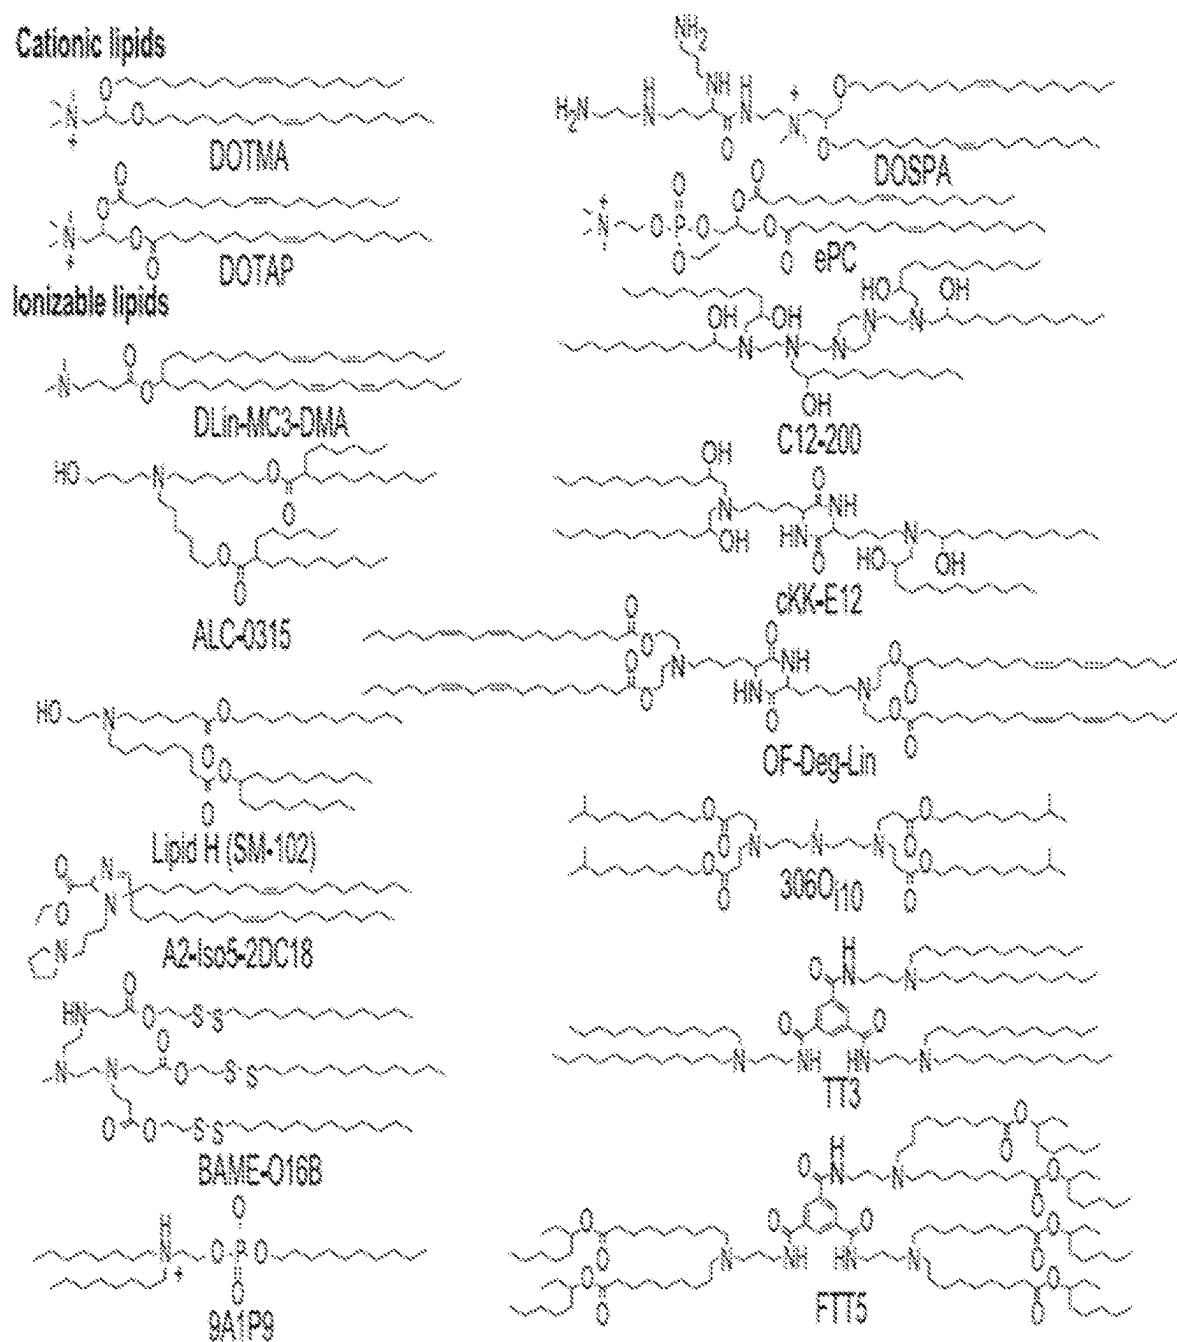 Cationic lipids
DOTMA
DOSPA
DOTAP
ePC
Ionizable lipids
DLin-MC3-DMA
C12-200
ALC-0315
cKK-E12
OF-Deg-Lin
Lipid H (SM-102)
306Oi10
A2-Iso5-2DC18
TT3
BAME-O16B
9A1P9
FTT5